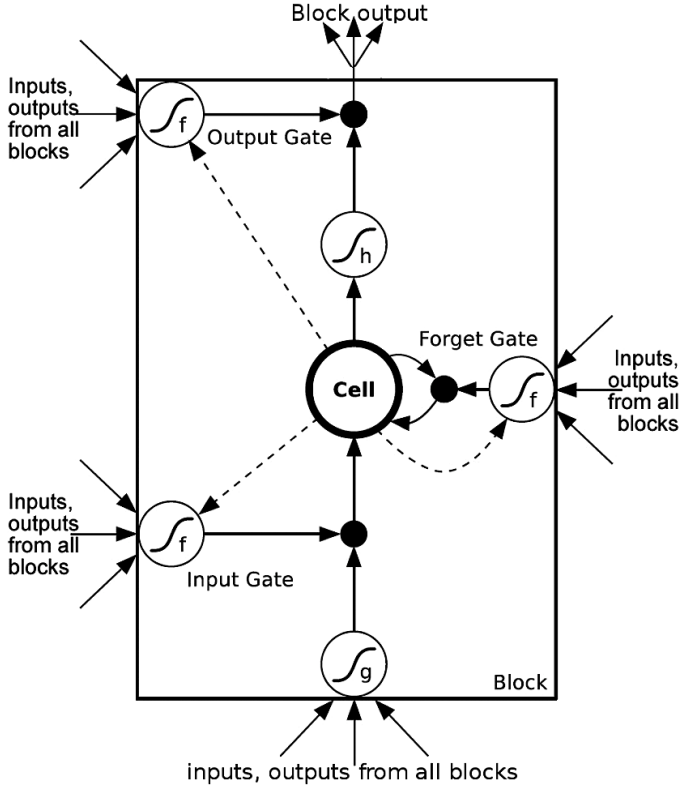 Block output
Inputs,
outputs
from all
blocks
f
Output Gate
h
Forget Gate
Cell
f
Inputs,
outputs
from all
blocks
Inputs,
outputs
from all
blocks
f
Input Gate
g
Block
inputs, outputs from all blocks